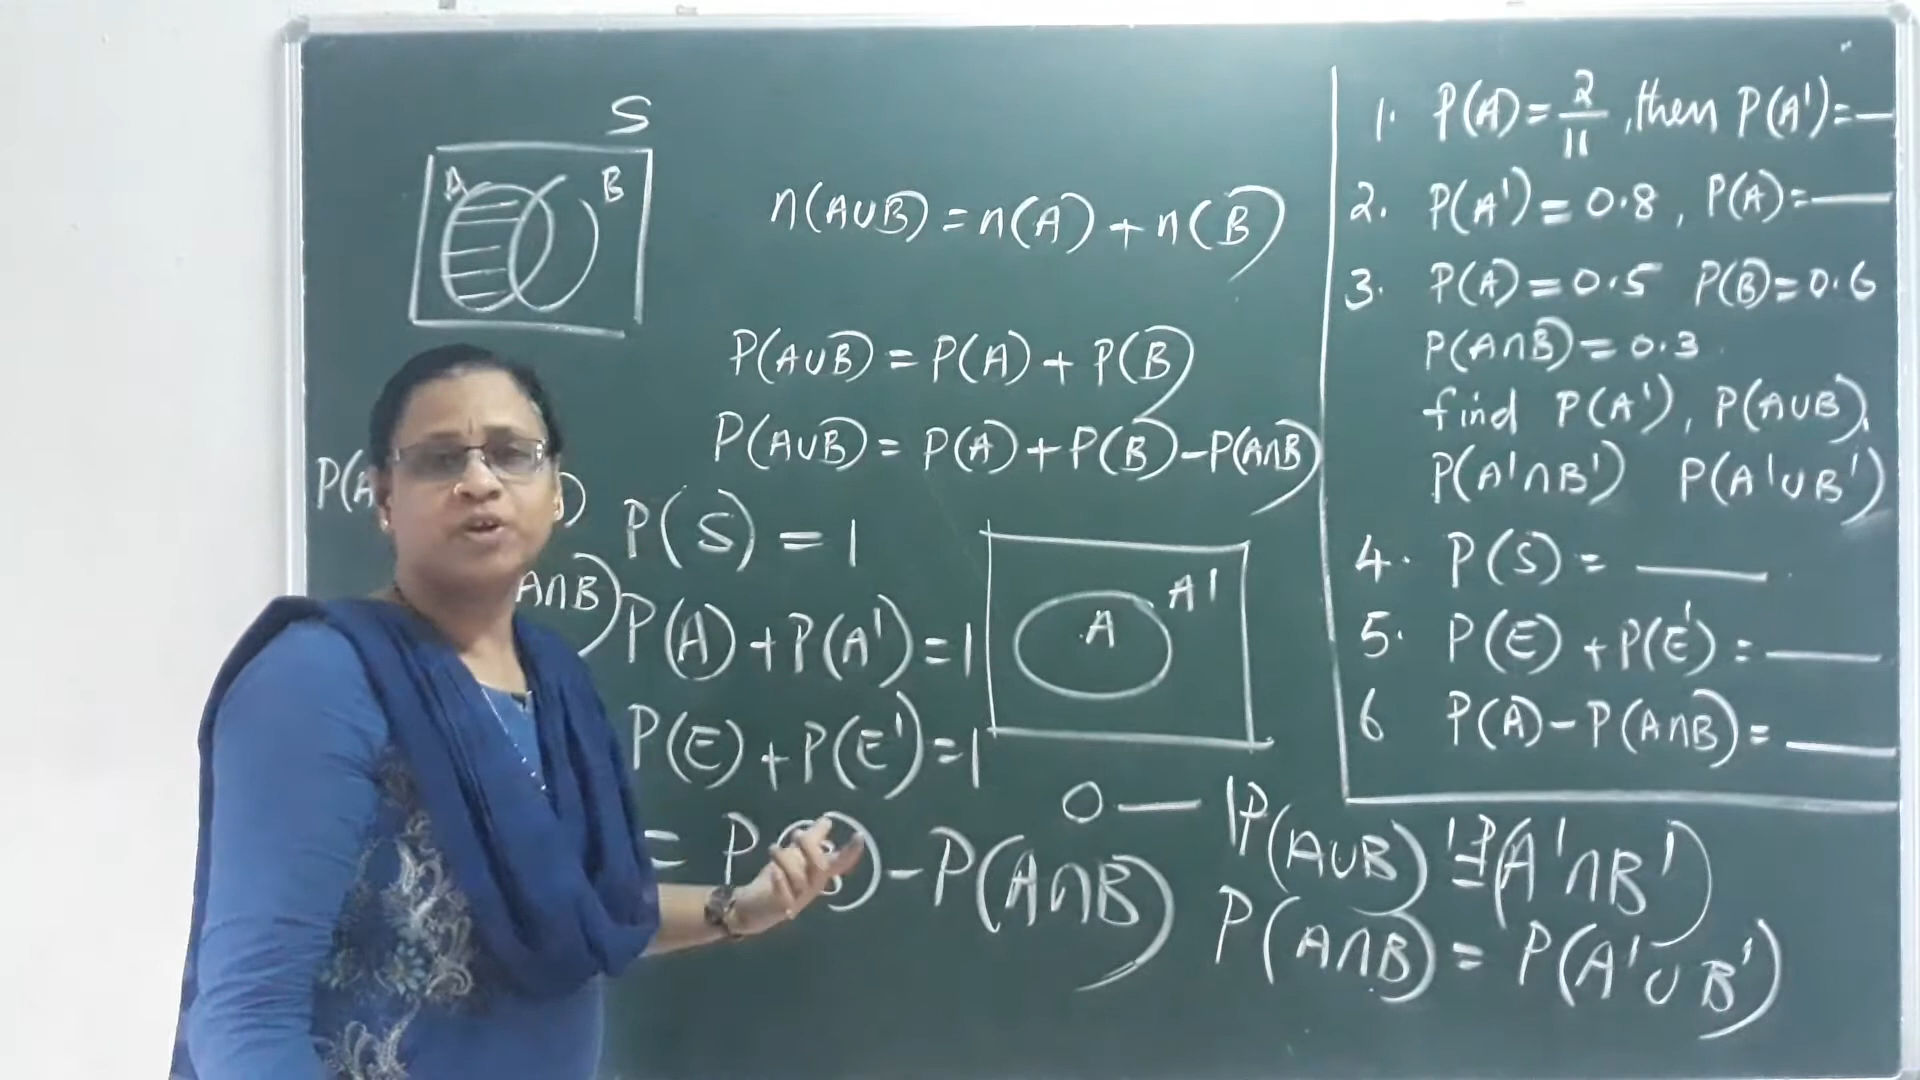 S
A B
n(A∪B) = n(A) + n(B)
P(A∪B) = P(A) + P(B)
P(A∪B) = P(A) + P(B) – P(A∩B)
P(A )
P(S) = 1
A∩B)
P(A) + P(A') = 1
A A'
P(E) + P(E') = 1
0 — 1
= P(B) – P(A∩B)
P(A∪B)' = P(A'∩B')
P(A∩B) = P(A'∪B')
1. P(A) = 2/11, then P(A') = —
2. P(A') = 0.8, P(A) = ——
3. P(A) = 0.5 P(B) = 0.6
P(A∩B) = 0.3
find P(A'), P(A∪B),
P(A'∩B') P(A'∪B')
4. P(S) = ——
5. P(E) + P(E') = ——
6 P(A) – P(A∩B) = ——